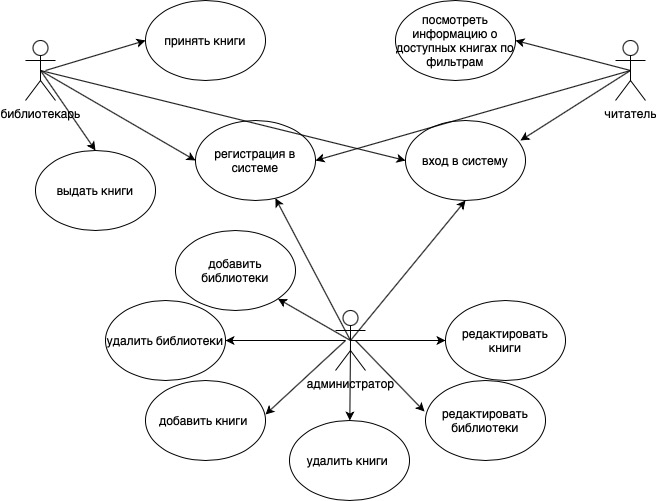 принять книги
посмотреть
информацию о
доступных книгах по
фильтрам
библиотекарь
читатель
регистрация в
системе
вход в систему
выдать книги
добавить
библиотеки
удалить библиотеки
редактировать
книги
администратор
добавить книги
редактировать
библиотеки
удалить книги